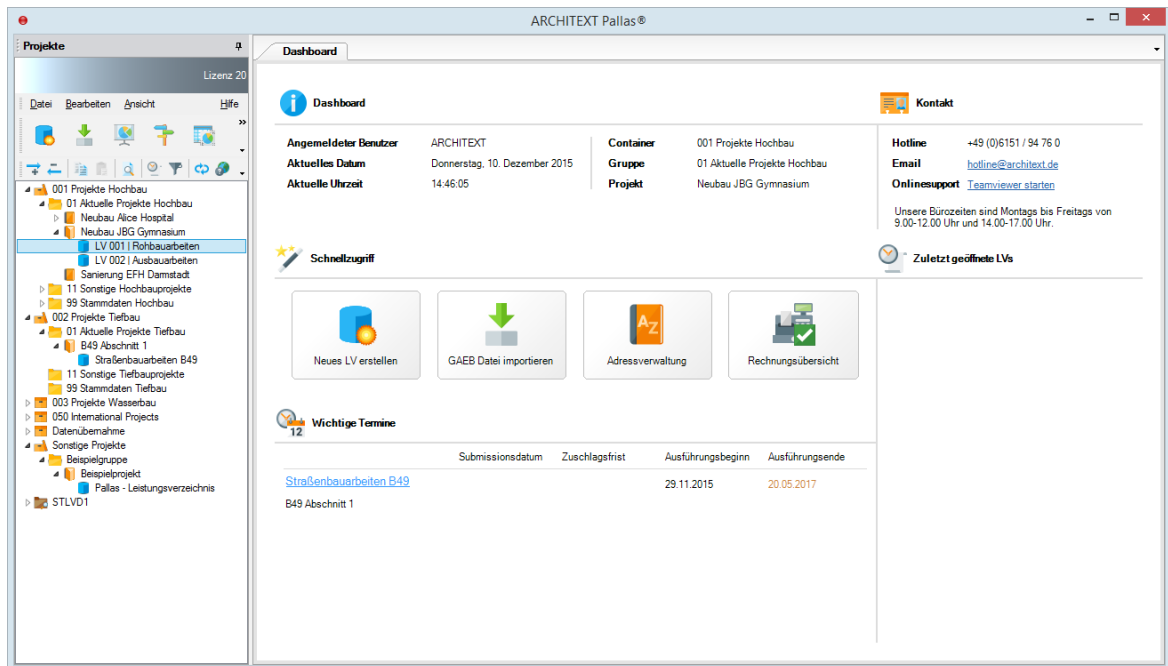 ARCHITEXT Pallas®
Projekte
Lizenz 20
Datei Bearbeiten Ansicht Hilfe
001 Projekte Hochbau
01 Aktuelle Projekte Hochbau
Neubau Alice Hospital
Neubau JBG Gymnasium
LV 001 | Rohbauarbeiten
LV 002 | Ausbauarbeiten
Sanierung EFH Darmstadt
11 Sonstige Hochbauprojekte
99 Stammdaten Hochbau
002 Projekte Tiefbau
01 Aktuelle Projekte Tiefbau
B49 Abschnitt 1
Straßenbauarbeiten B49
11 Sonstige Tiefbauprojekte
99 Stammdaten Tiefbau
003 Projekte Wasserbau
050 International Projects
Datenübernahme
Sonstige Projekte
Beispielgruppe
Beispielprojekt
Pallas - Leistungsverzeichnis
STLVD1
Dashboard
Dashboard
Angemeldeter Benutzer ARCHITEXT Container 001 Projekte Hochbau
Aktuelles Datum Donnerstag, 10. Dezember 2015 Gruppe 01 Aktuelle Projekte Hochbau
Aktuelle Uhrzeit 14:46:05 Projekt Neubau JBG Gymnasium
Kontakt
Hotline +49 (0)6151 / 94 76 0
Email hotline@architext.de
Onlinesupport Teamviewer starten
Unsere Bürozeiten sind Montags bis Freitags von
9.00-12.00 Uhr und 14.00-17.00 Uhr.
Schnellzugriff
Zuletzt geöffnete LVs
Neues LV erstellen GAEB Datei importieren Adressverwaltung Rechnungsübersicht
AZ
12
Wichtige Termine
Submissionsdatum Zuschlagsfrist Ausführungsbeginn Ausführungsende
Straßenbauarbeiten B49 29.11.2015 20.05.2017
B49 Abschnitt 1